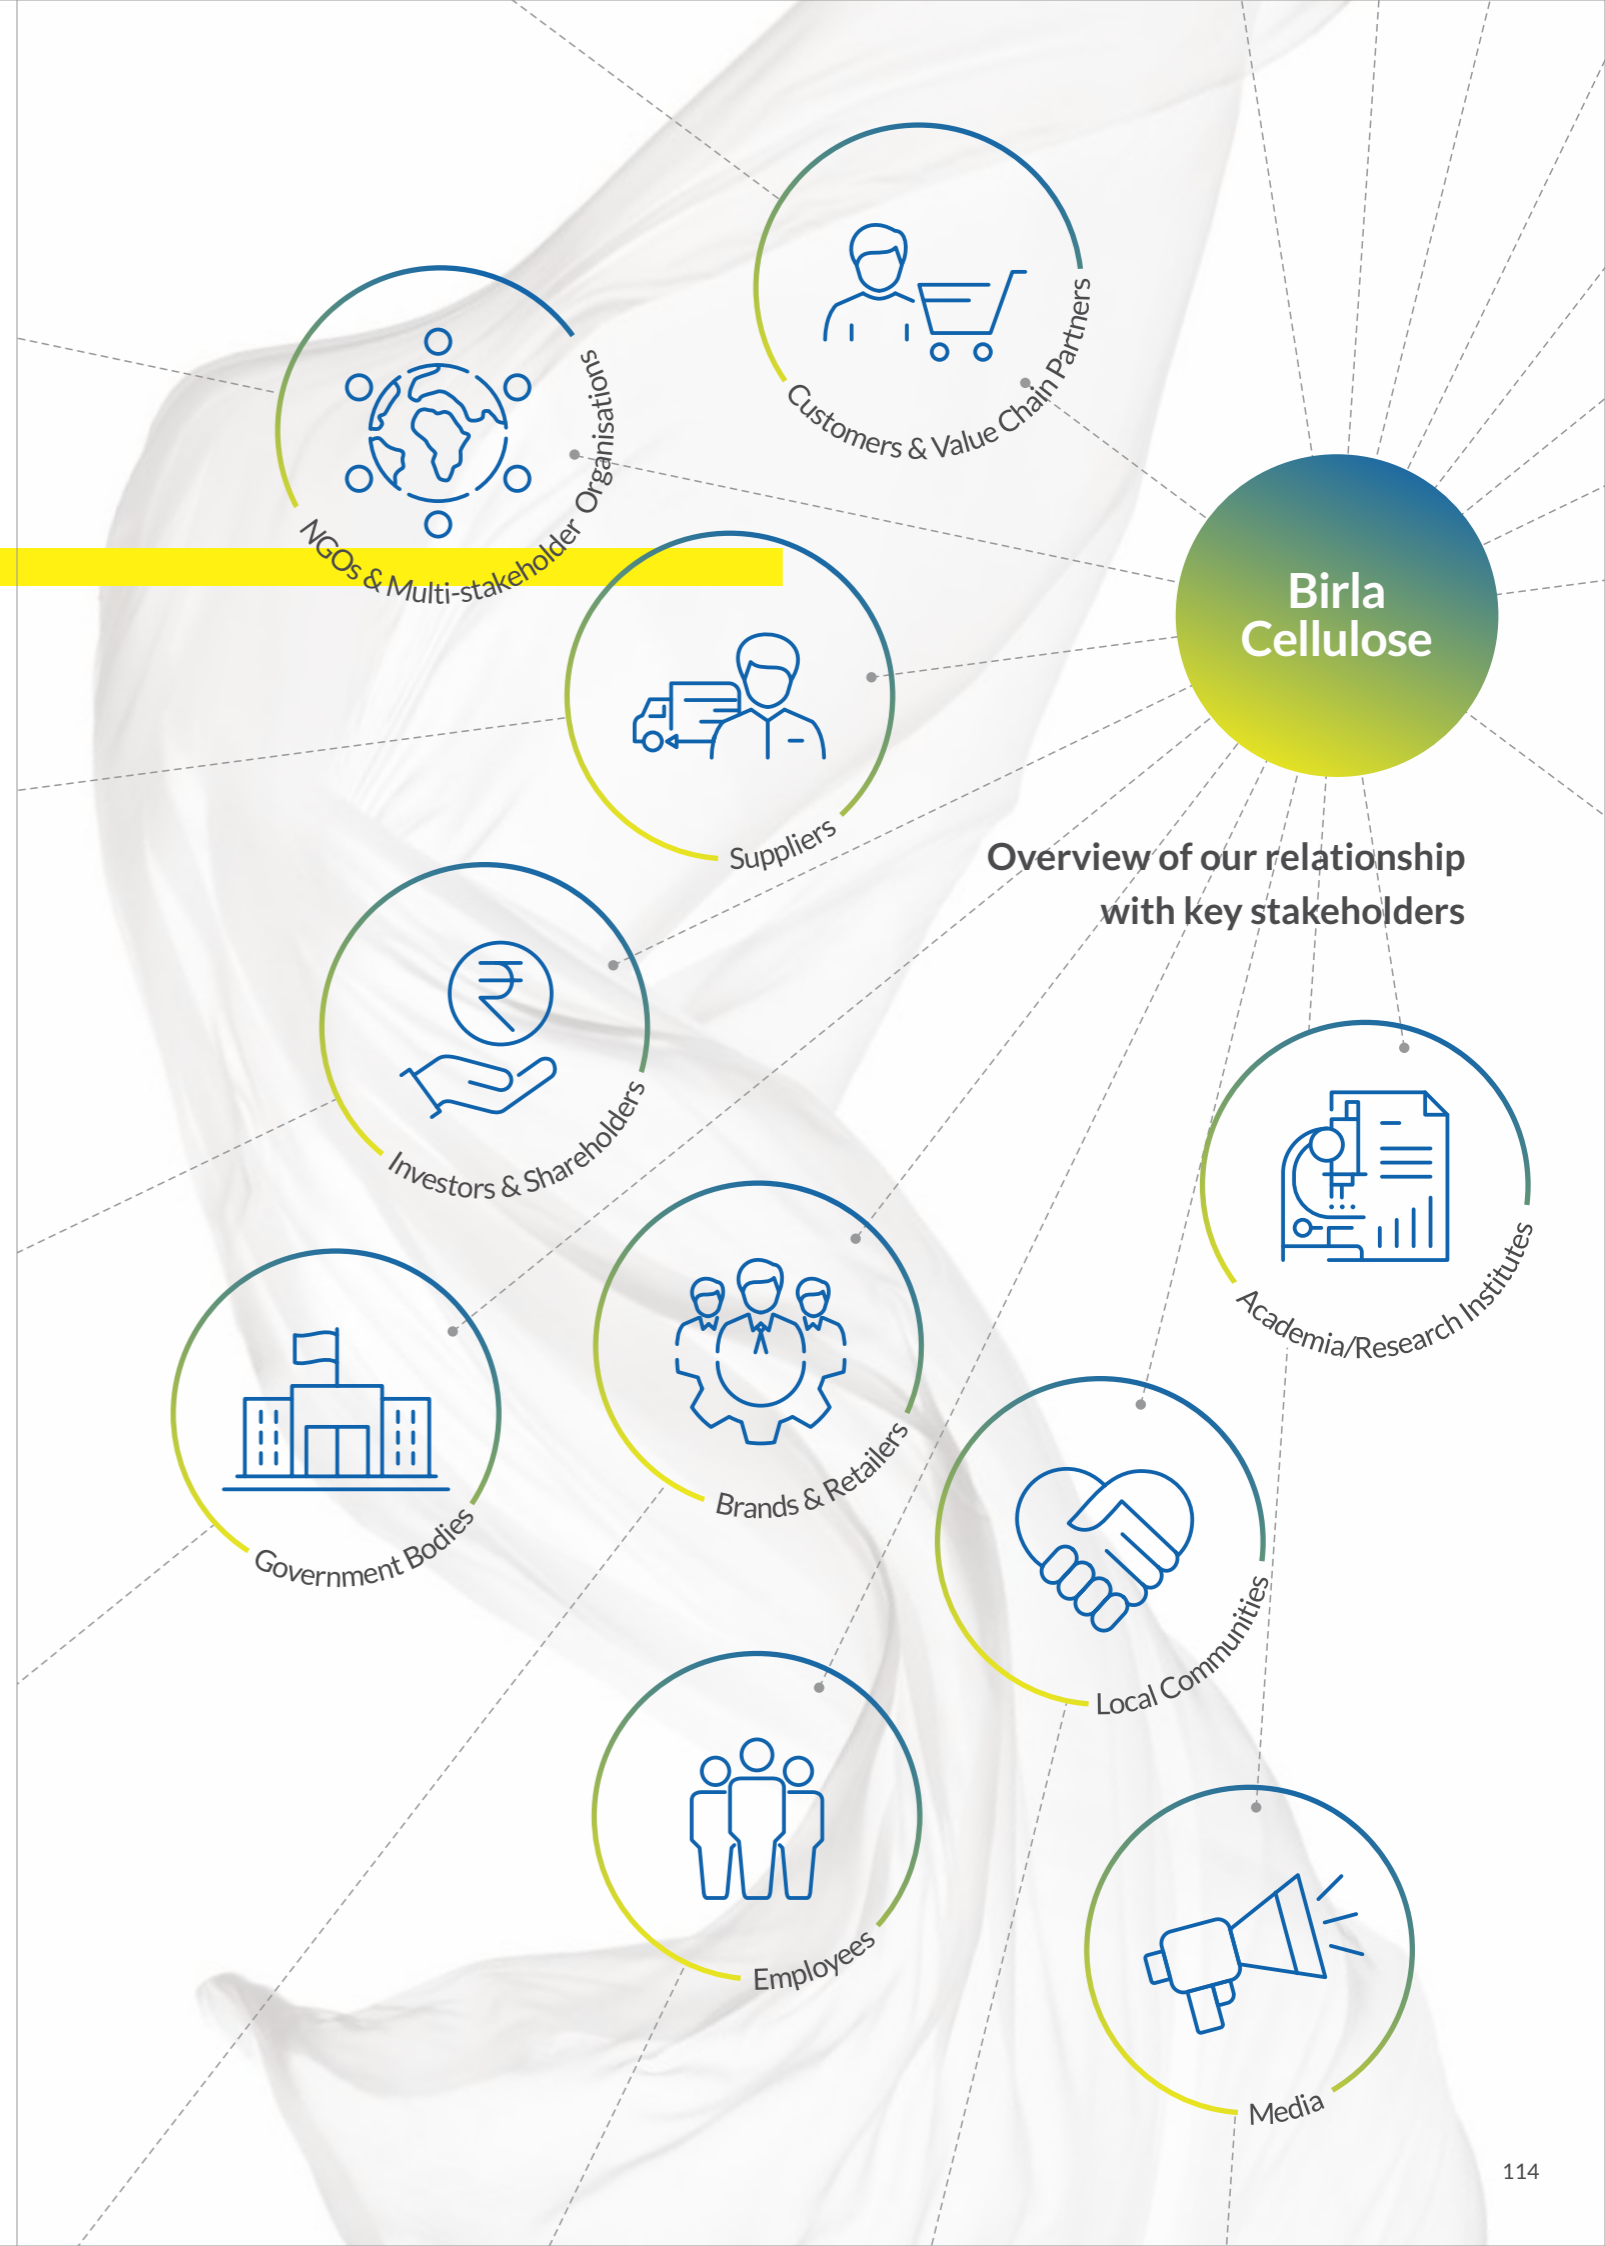 Customers & Value Chain Partners
NGOs & Multi-stakeholder Organisations
Birla
Cellulose
Suppliers
Overview of our relationship
with key stakeholders
Investors & Shareholders
Academia/Research Institutes
Brands & Retailers
Government Bodies
Local Communities
Employees
Media
114